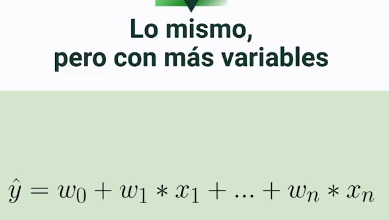 Lo mismo,
pero con más variables
ŷ = w₀ + w₁ * x₁ + ... + wₙ * xₙ